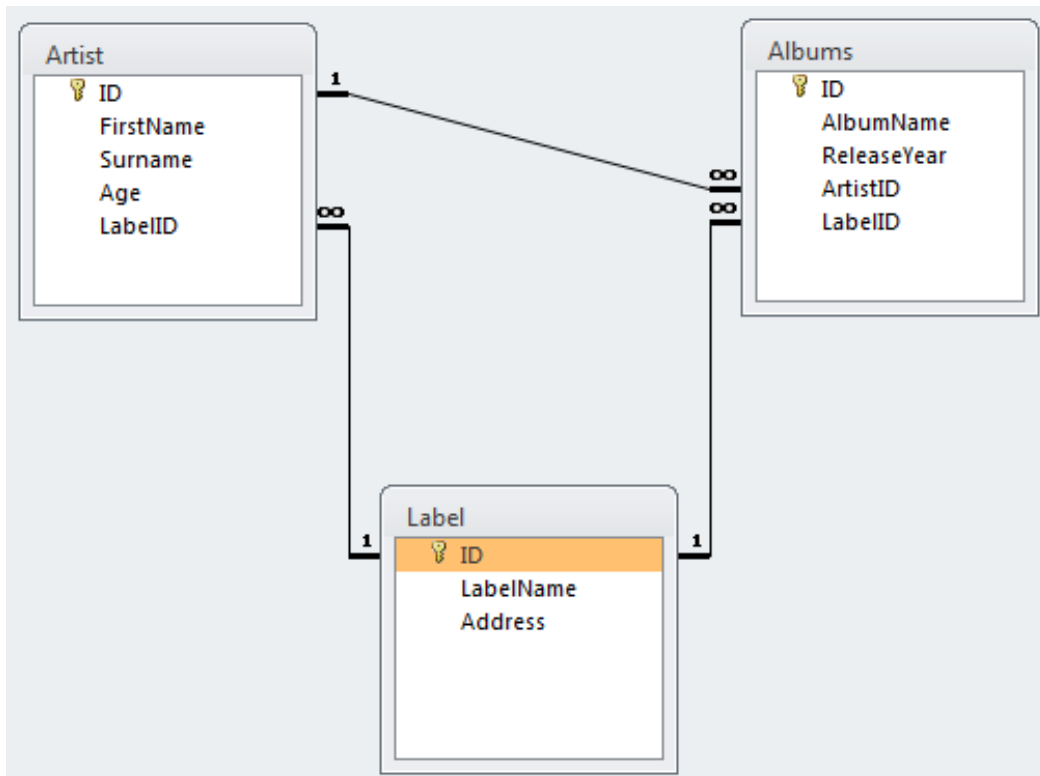 Artist
ID
FirstName
Surname
Age
LabelID
1
∞
Albums
ID
AlbumName
ReleaseYear
ArtistID
LabelID
∞
∞
Label
ID
LabelName
Address
1
1